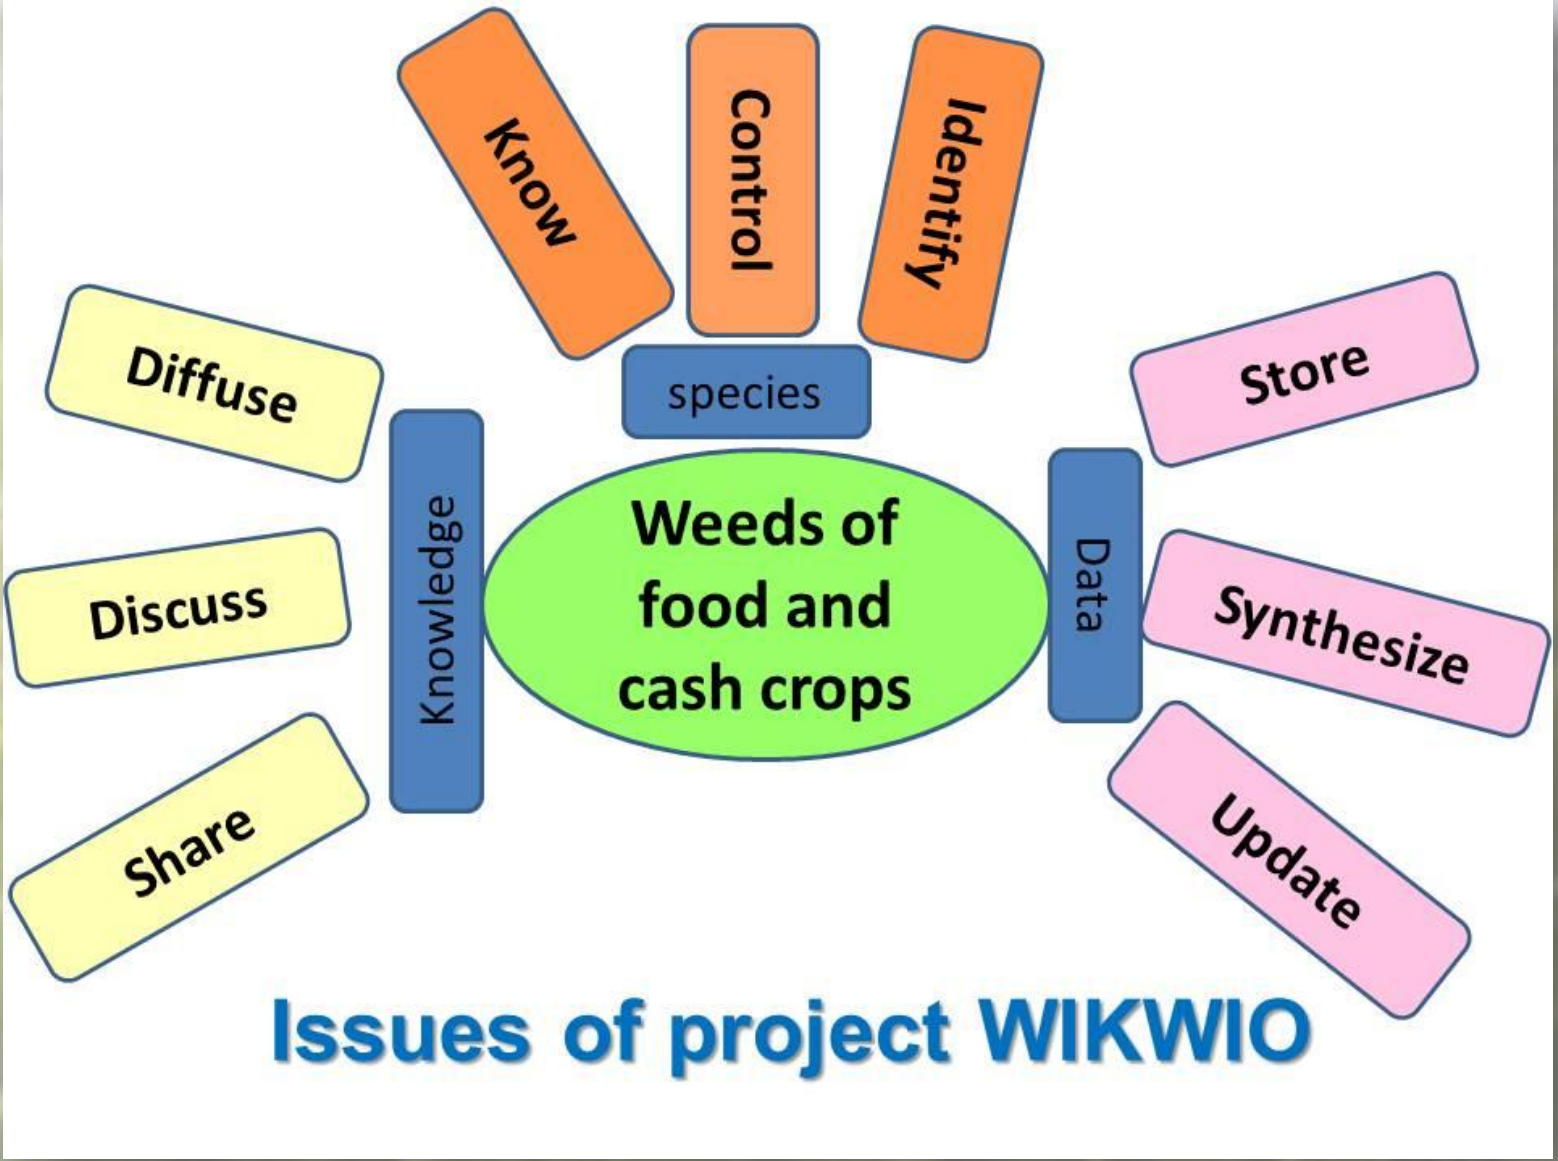 Know
Control
Identify
Diffuse
Discuss
Share
Knowledge
species
Weeds of
food and
cash crops
Data
Store
Synthesize
Update
Issues of project WIKWIO